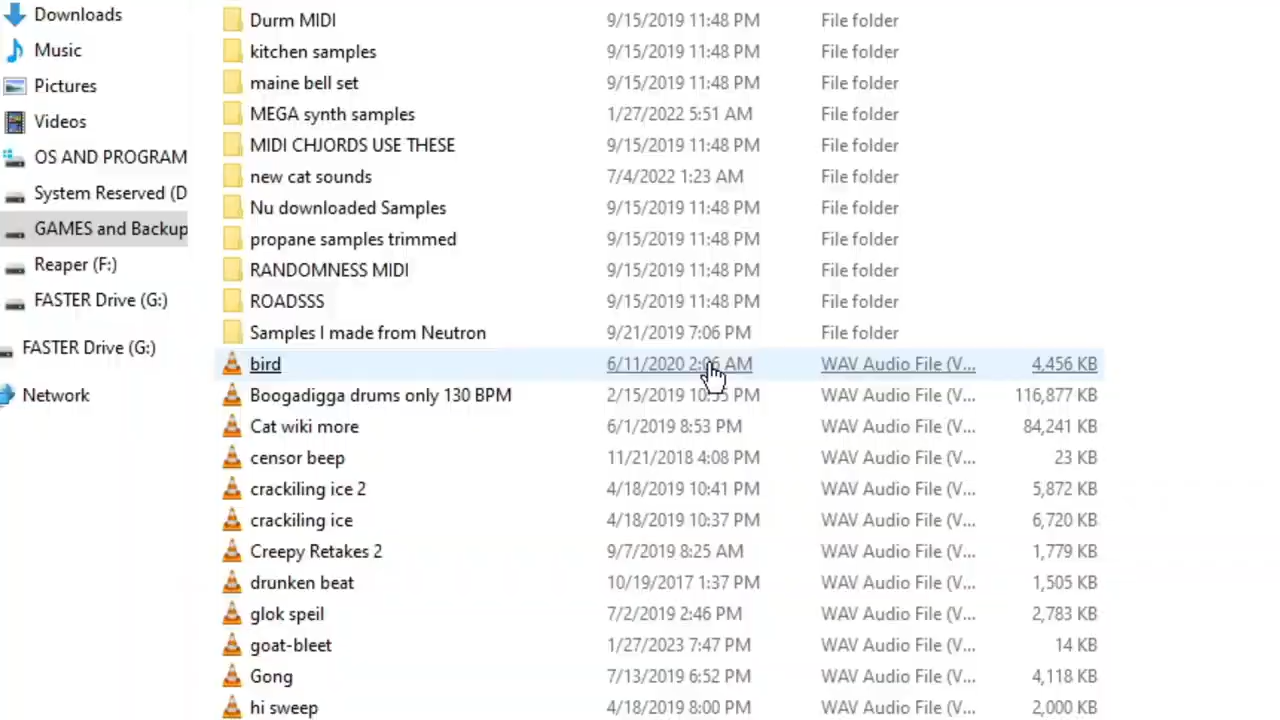 Downloads
Music
Pictures
Videos
OS AND PROGRAM
System Reserved (D
GAMES and Backup
Reaper (F:)
FASTER Drive (G:)
FASTER Drive (G:)
Network
Durm MIDI 9/15/2019 11:48 PM File folder
kitchen samples 9/15/2019 11:48 PM File folder
maine bell set 9/15/2019 11:48 PM File folder
MEGA synth samples 1/27/2022 5:51 AM File folder
MIDI CHJORDS USE THESE 9/15/2019 11:48 PM File folder
new cat sounds 7/4/2022 1:23 AM File folder
Nu downloaded Samples 9/15/2019 11:48 PM File folder
propane samples trimmed 9/15/2019 11:48 PM File folder
RANDOMNESS MIDI 9/15/2019 11:48 PM File folder
ROADSSS 9/15/2019 11:48 PM File folder
Samples I made from Neutron 9/21/2019 7:06 PM File folder
bird 6/11/2020 2:06 AM WAV Audio File (V... 4,456 KB
Boogadigga drums only 130 BPM 2/15/2019 10:55 PM WAV Audio File (V... 116,877 KB
Cat wiki more 6/1/2019 8:53 PM WAV Audio File (V... 84,241 KB
censor beep 11/21/2018 4:08 PM WAV Audio File (V... 23 KB
crackiling ice 2 4/18/2019 10:41 PM WAV Audio File (V... 5,872 KB
crackiling ice 4/18/2019 10:37 PM WAV Audio File (V... 6,720 KB
Creepy Retakes 2 9/7/2019 8:25 AM WAV Audio File (V... 1,779 KB
drunken beat 10/19/2017 1:37 PM WAV Audio File (V... 1,505 KB
glok speil 7/2/2019 2:46 PM WAV Audio File (V... 2,783 KB
goat-bleet 1/27/2023 7:47 PM WAV Audio File (V... 14 KB
Gong 7/13/2019 6:52 PM WAV Audio File (V... 4,118 KB
hi sweep 4/18/2019 8:00 PM WAV Audio File (V... 2,000 KB